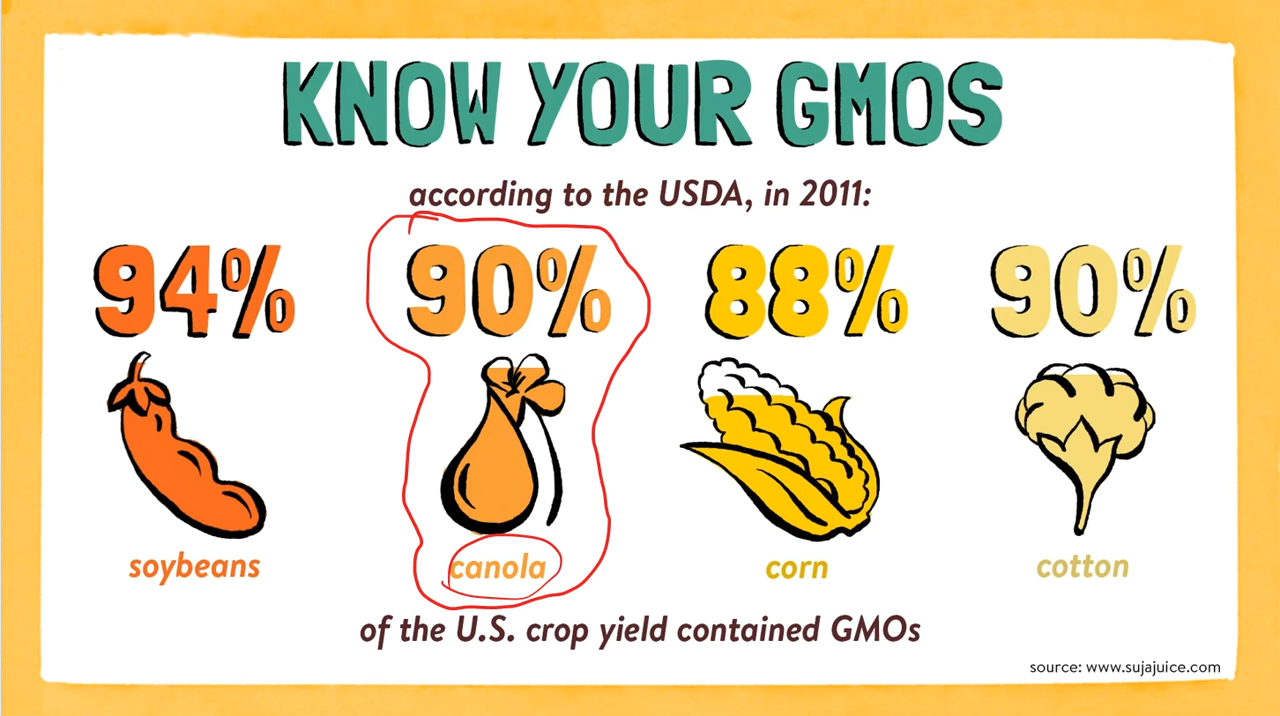 KNOW YOUR GMOS
according to the USDA, in 2011:
94% 90% 88% 90%
soybeans canola corn cotton
of the U.S. crop yield contained GMOs
source: www.sujajuice.com